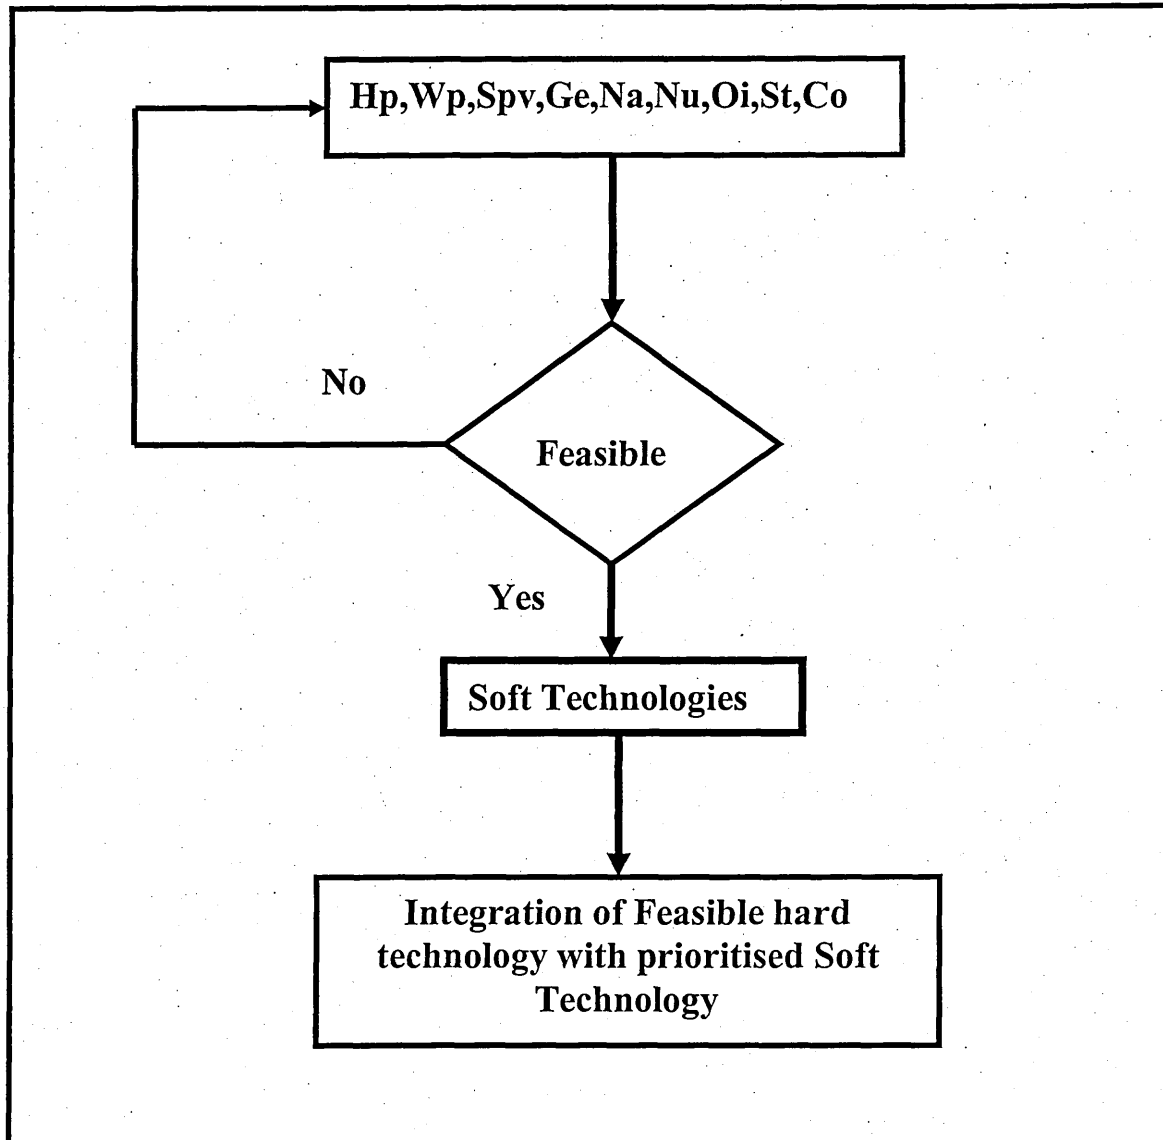 Hp,Wp,Spv,Ge,Na,Nu,Oi,St,Co
No
Feasible
Yes
Soft Technologies
Integration of Feasible hard
technology with prioritised Soft
Technology